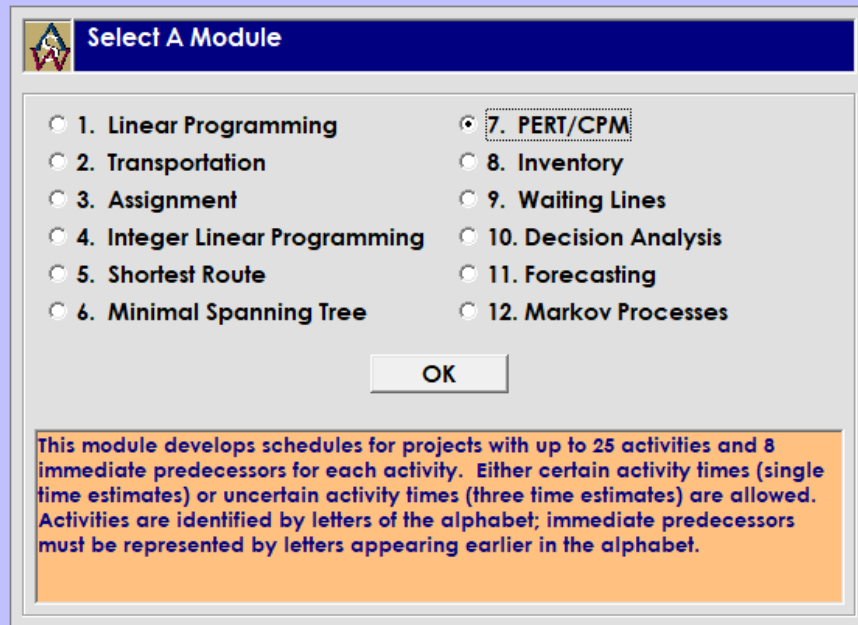 Select A Module
1. Linear Programming
2. Transportation
3. Assignment
4. Integer Linear Programming
5. Shortest Route
6. Minimal Spanning Tree
7. PERT/CPM
8. Inventory
9. Waiting Lines
10. Decision Analysis
11. Forecasting
12. Markov Processes
OK
This module develops schedules for projects with up to 25 activities and 8
immediate predecessors for each activity. Either certain activity times (single
time estimates) or uncertain activity times (three time estimates) are allowed.
Activities are identified by letters of the alphabet; immediate predecessors
must be represented by letters appearing earlier in the alphabet.